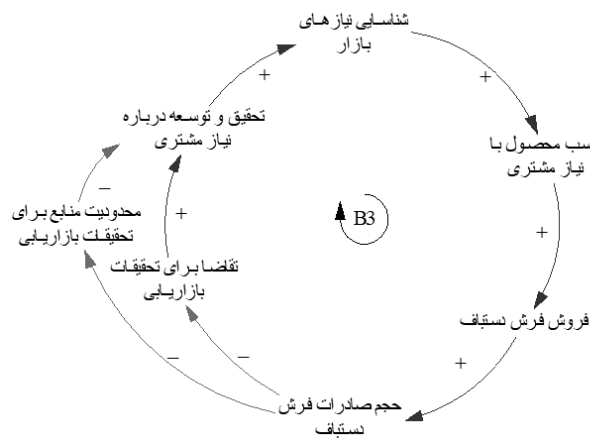 شناسایی نیازهای
بازار
+
+
تحقیق و توسعه درباره
نیاز مشتری
سب محصول با
نیاز مشتری
–
محدودیت منابع برای
تحقیقات بازاریابی
+
B3
+
تقاضا برای تحقیقات
بازاریابی
فروش فرش دستباف
–
–
+
حجم صادرات فرش
دستباف